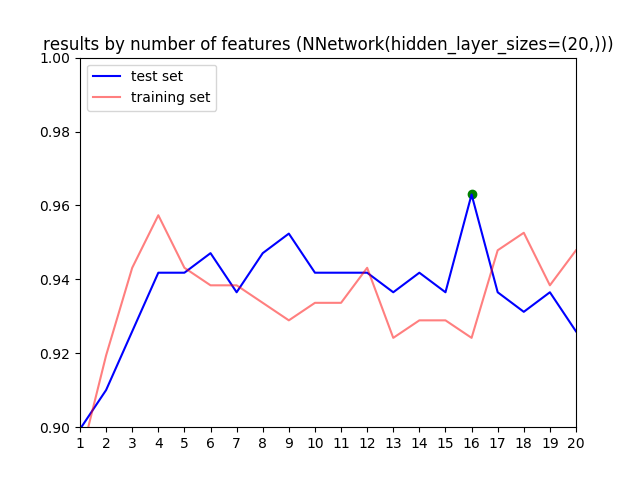 results by number of features (NNetwork(hidden_layer_sizes=(20,)))
1.00
test set
training set
0.98
0.96
0.94
0.92
0.90
1 2 3 4 5 6 7 8 9 10 11 12 13 14 15 16 17 18 19 20